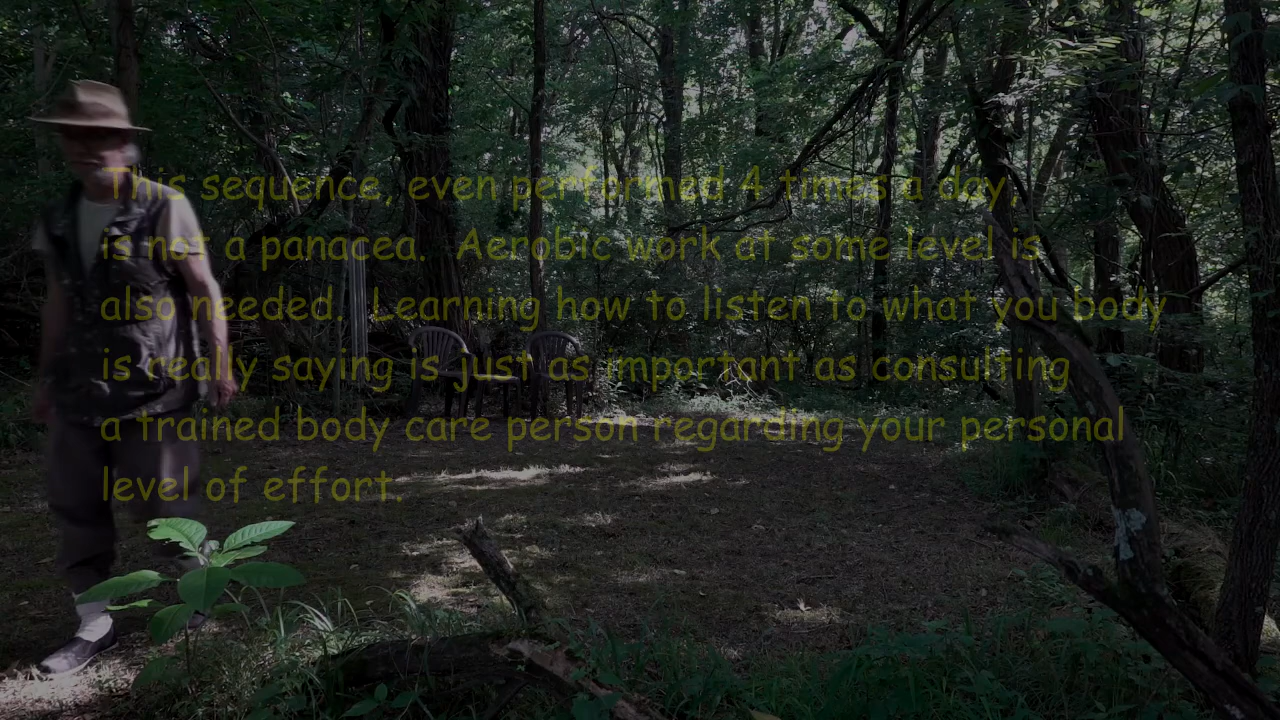 This sequence, even performed 4 times a day,
is not a panacea. Aerobic work at some level is
also needed. Learning how to listen to what you body
is really saying is just as important as consulting
a trained body care person regarding your personal
level of effort.